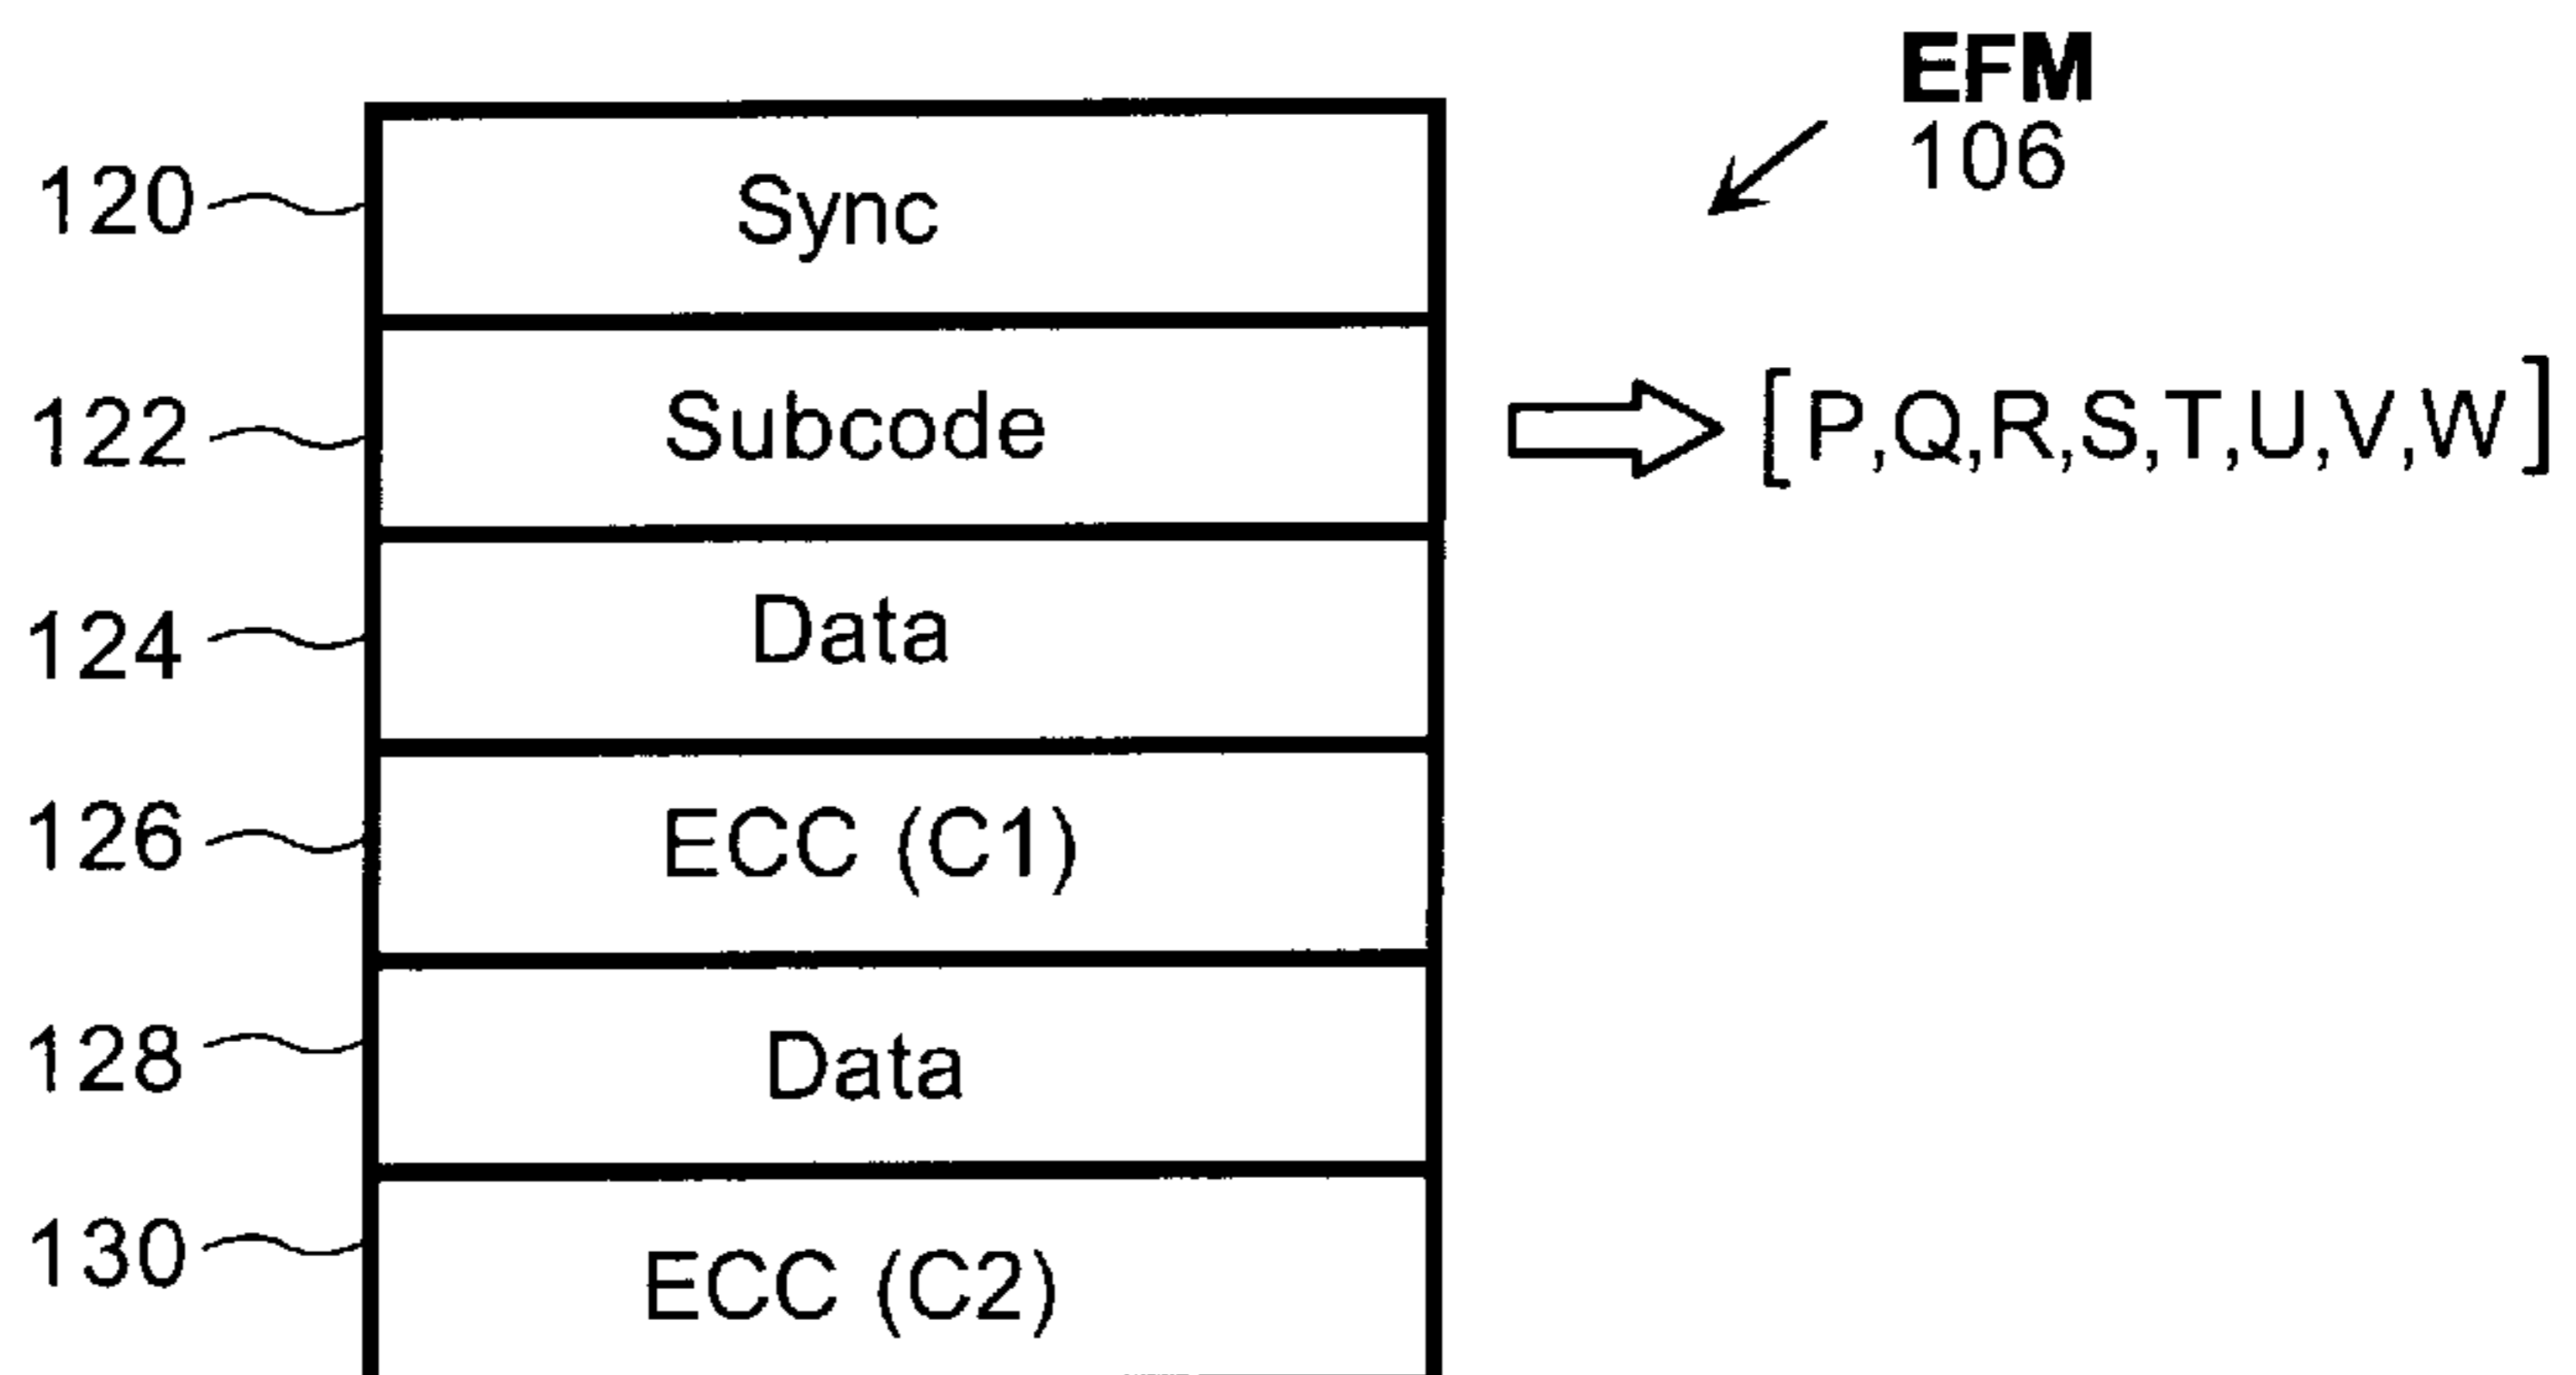 EFM
106
120 Sync
122 Subcode [P,Q,R,S,T,U,V,W]
124 Data
126 ECC (C1)
128 Data
130 ECC (C2)